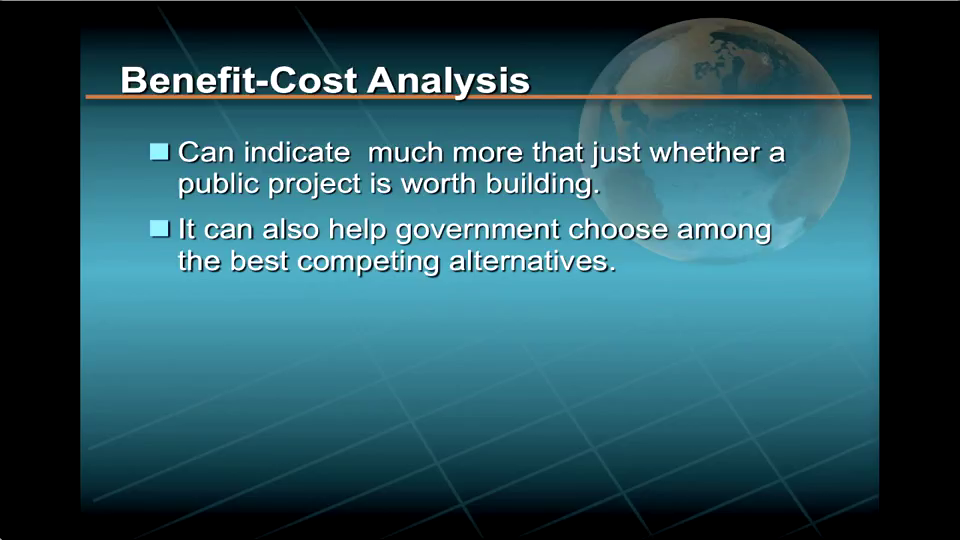 Benefit-Cost Analysis
Can indicate  much more that just whether a
public project is worth building.
It can also help government choose among
the best competing alternatives.